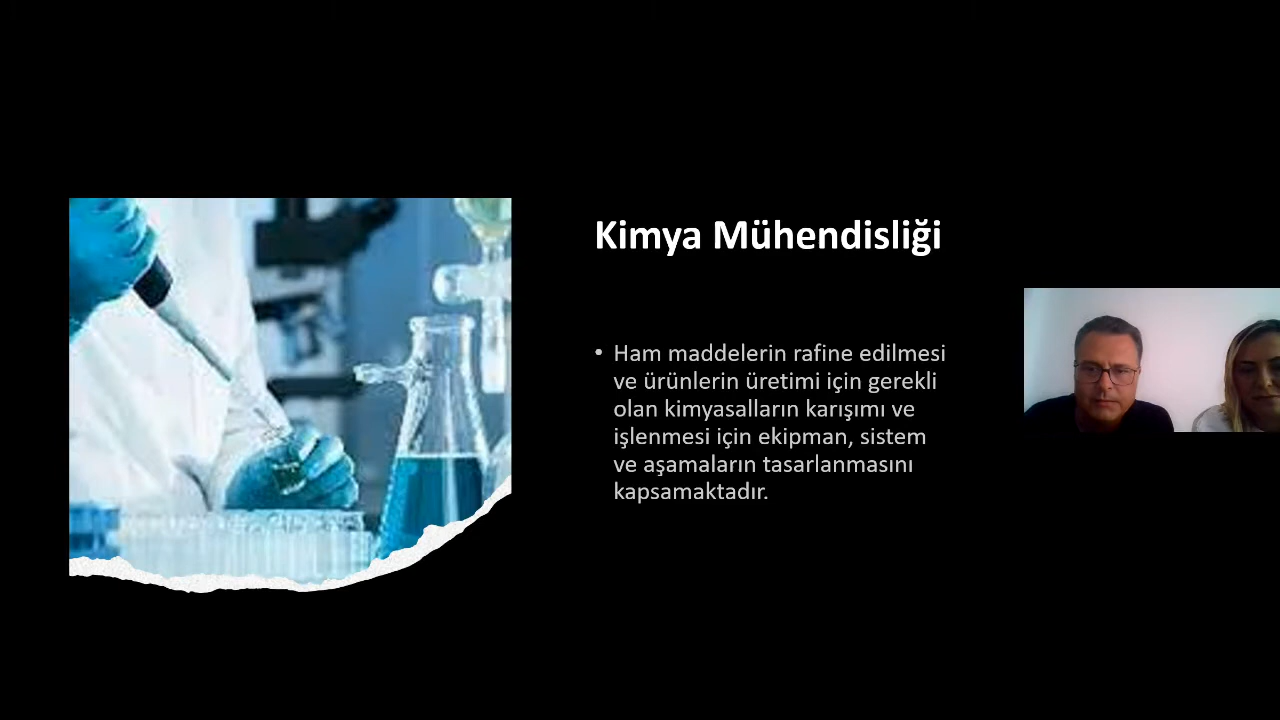 Kimya Mühendisliği
• Ham maddelerin rafine edilmesi
ve ürünlerin üretimi için gerekli
olan kimyasalların karışımı ve
işlenmesi için ekipman, sistem
ve aşamaların tasarlanmasını
kapsamaktadır.